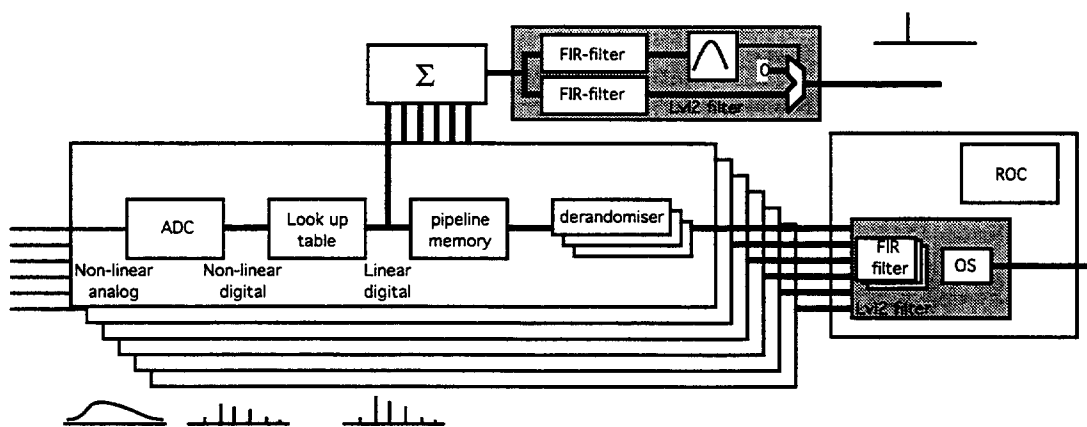 FIR-filter
Σ
FIR-filter
0
Lvl2 filter
ROC
ADC
Look up
table
pipeline
memory
derandomiser
FIR
filter
OS
Non-linear
analog
Non-linear
digital
Linear
digital
Lvl2 filter